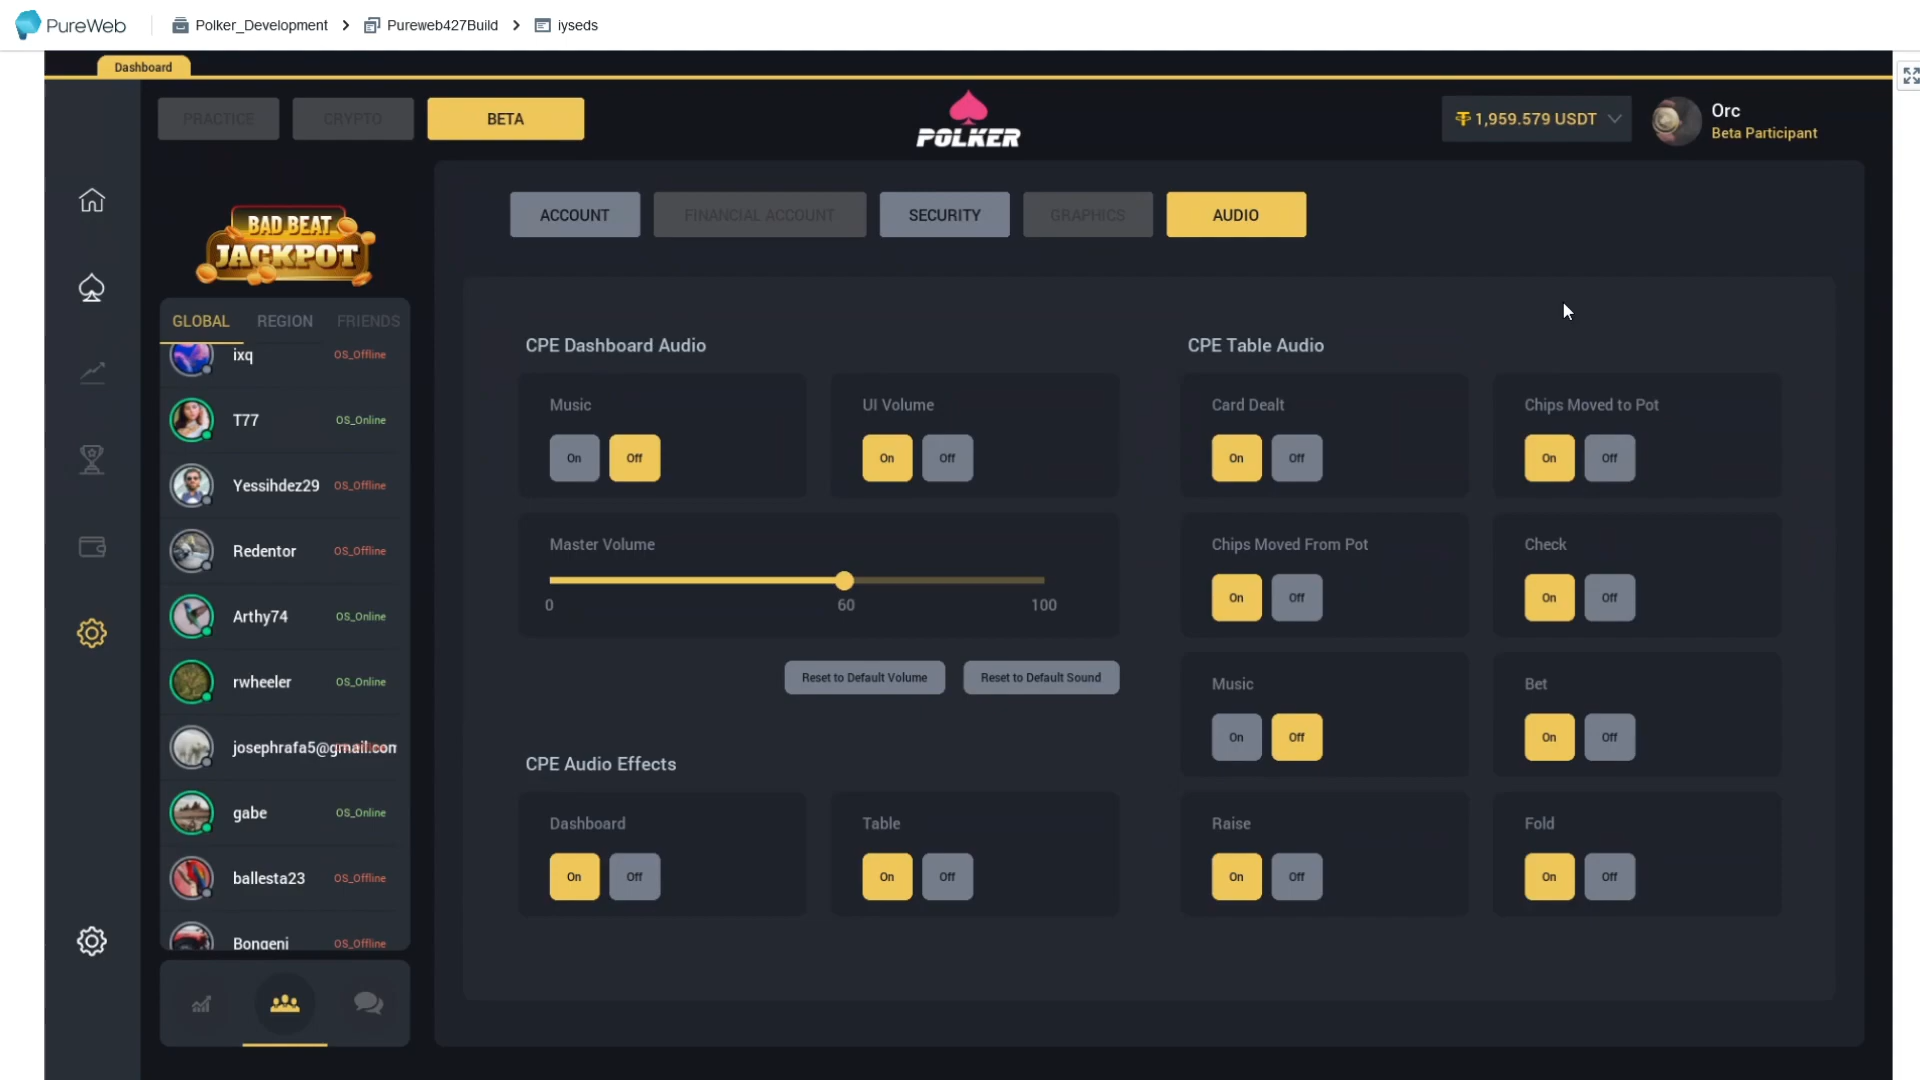 PureWeb
Polker_Development > Pureweb427Build > iyseds
Dashboard
PRACTICE
CRYPTO
BETA
POLKER
1,959.579 USDT
Orc
Beta Participant
ACCOUNT
FINANCIAL ACCOUNT
SECURITY
GRAPHICS
AUDIO
BAD BEAT
JACKPOT
GLOBAL
REGION
FRIENDS
ixq OS_Offline
T77 OS_Online
Yessihdez29 OS_Offline
Redentor OS_Offline
Arthy74 OS_Online
rwheeler OS_Online
josephrafa5@gmail.com
gabe OS_Online
ballesta23 OS_Offline
Bongeni OS_Offline
CPE Dashboard Audio
Music
On Off
UI Volume
On Off
Master Volume
0 60 100
Reset to Default Volume
Reset to Default Sound
CPE Audio Effects
Dashboard
On Off
Table
On Off
CPE Table Audio
Card Dealt
On Off
Chips Moved to Pot
On Off
Chips Moved From Pot
On Off
Check
On Off
Music
On Off
Bet
On Off
Raise
On Off
Fold
On Off